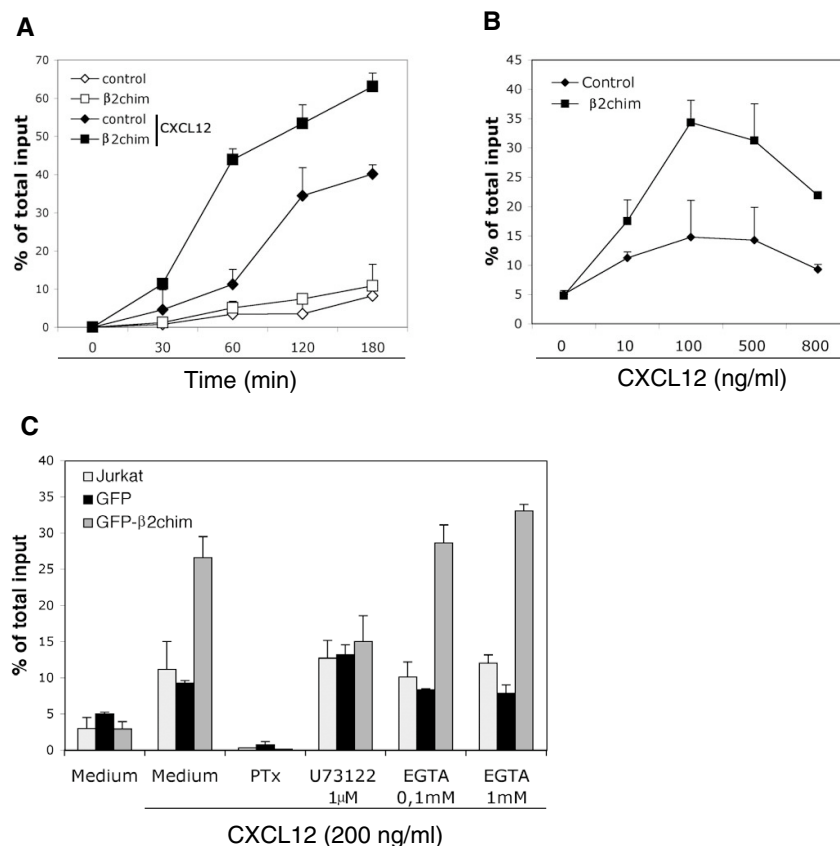 A
% of total input
70
60
50
40
30
20
10
0
control
β2chim
control
β2chim
CXCL12
0 30 60 120 180
Time (min)
B
% of total input
45
40
35
30
25
20
15
10
5
0
Control
β2chim
0 10 100 500 800
CXCL12 (ng/ml)
C
% of total input
40
35
30
25
20
15
10
5
0
Jurkat
GFP
GFP-β2chim
Medium Medium PTx U73122 EGTA EGTA
1μM 0,1mM 1mM
CXCL12 (200 ng/ml)